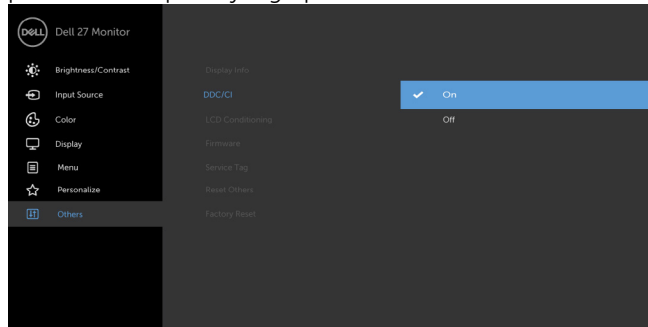 DELL
Dell 27 Monitor
Brightness/Contrast
Input Source
Color
Display
Menu
Personalize
Others
Display Info
DDC/CI
LCD Conditioning
Firmware
Service Tag
Reset Others
Factory Reset
On
Off